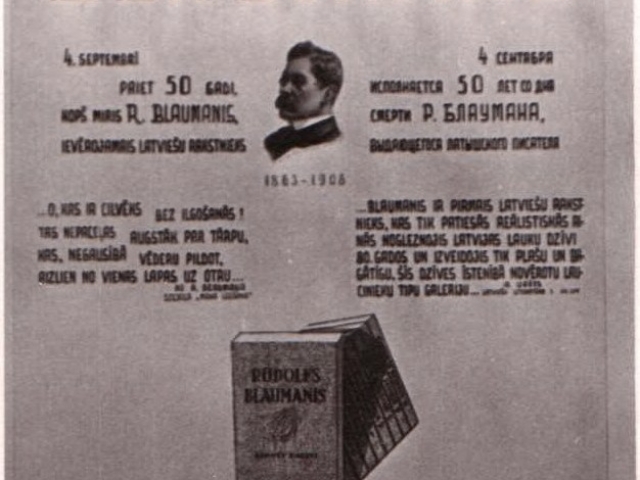 4. SEPTEMBRĪ
PAIET 50 GADI,
KOPŠ MIRIS R. BLAUMANIS,
IEVĒROJAMAIS LATVIEŠU RAKSTNIEKS
4 СЕНТЯБРЯ
ИСПОЛНЯЕТСЯ 50 ЛЕТ СО ДНЯ
СМЕРТИ Р. БЛАУМАНА,
ВЫДАЮЩЕГОСЯ ЛАТЫШСКОГО ПИСАТЕЛЯ
1863-1908
...O, KAS IR CILVĒKS BEZ ILGOŠANĀS!
TAS NEPACEĻAS AUGSTĀK PAR TĀRPU,
KAS, NEGAUSĪBĀ VĒDERU PILDOT,
AIZLIEN NO VIENAS LAPAS UZ OTRU...
R. BLAUMAŅA
...BLAUMANIS IR PIRMAIS LATVIEŠU RAKST-
NIEKS, KAS TIK PATIESĀS REĀLISTISKĀS AI-
NĀS NOGLEZNOJIS LATVIJAS LAUKU DZĪVI
80. GADOS UN IZVEIDOJIS TIK PLAŠU UN BA-
GĀTĪGU, ŠĪS DZĪVES ĪSTENĪBĀ NOVĒROTU LAU-
CINIEKU TIPU GALERIJU...
RŪDOLFS
BLAUMANIS